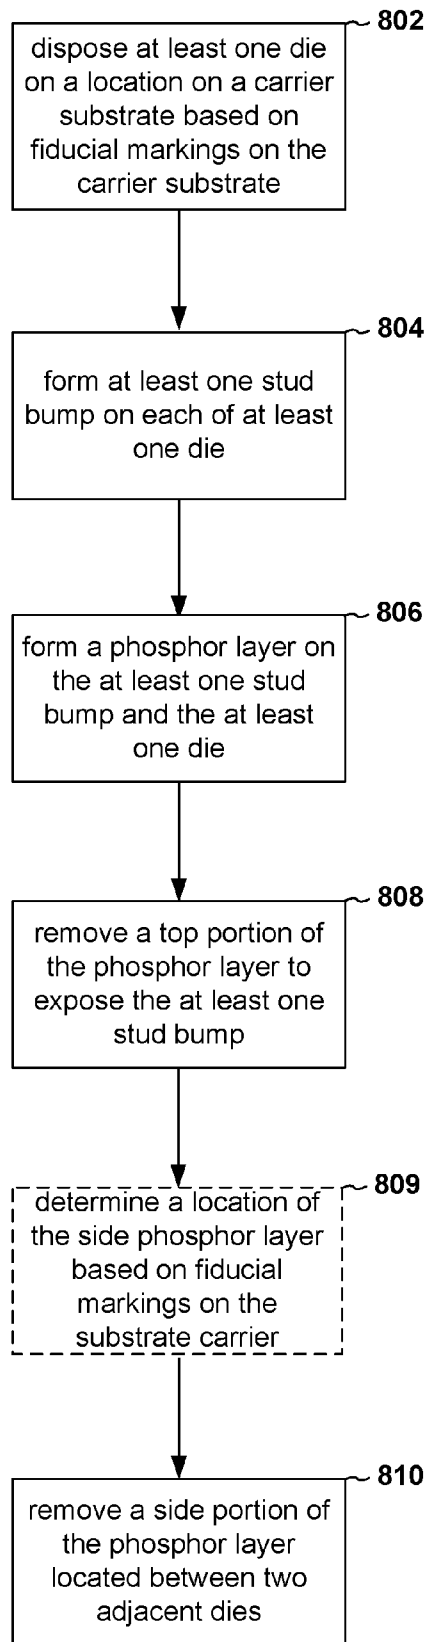 802
dispose at least one die
on a location on a carrier
substrate based on
fiducial markings on the
carrier substrate
804
form at least one stud
bump on each of at least
one die
806
form a phosphor layer on
the at least one stud
bump and the at least
one die
808
remove a top portion of
the phosphor layer to
expose the at least one
stud bump
809
determine a location of
the side phosphor layer
based on fiducial
markings on the
substrate carrier
810
remove a side portion of
the phosphor layer
located between two
adjacent dies